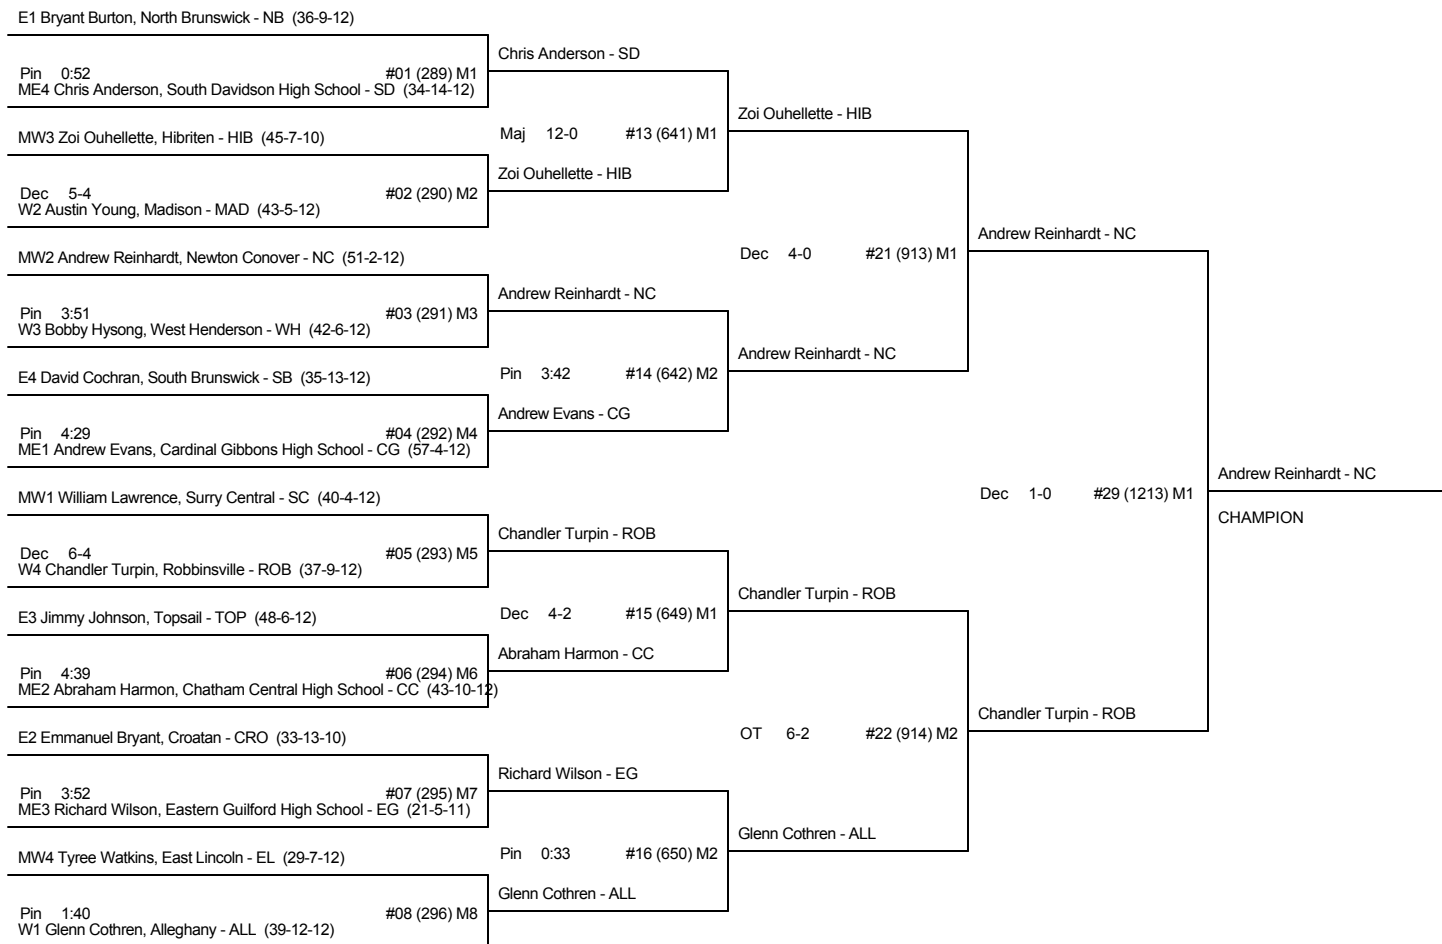 E1 Bryant Burton, North Brunswick - NB (36-9-12)
Pin 0:52 #01 (289) M1
ME4 Chris Anderson, South Davidson High School - SD (34-14-12)
MW3 Zoi Ouhellette, Hibriten - HIB (45-7-10)
Dec 5-4 #02 (290) M2
W2 Austin Young, Madison - MAD (43-5-12)
MW2 Andrew Reinhardt, Newton Conover - NC (51-2-12)
Pin 3:51 #03 (291) M3
W3 Bobby Hysong, West Henderson - WH (42-6-12)
E4 David Cochran, South Brunswick - SB (35-13-12)
Pin 4:29 #04 (292) M4
ME1 Andrew Evans, Cardinal Gibbons High School - CG (57-4-12)
MW1 William Lawrence, Surry Central - SC (40-4-12)
Dec 6-4 #05 (293) M5
W4 Chandler Turpin, Robbinsville - ROB (37-9-12)
E3 Jimmy Johnson, Topsail - TOP (48-6-12)
Pin 4:39 #06 (294) M6
ME2 Abraham Harmon, Chatham Central High School - CC (43-10-12)
E2 Emmanuel Bryant, Croatan - CRO (33-13-10)
Pin 3:52 #07 (295) M7
ME3 Richard Wilson, Eastern Guilford High School - EG (21-5-11)
MW4 Tyree Watkins, East Lincoln - EL (29-7-12)
Pin 1:40 #08 (296) M8
W1 Glenn Cothren, Alleghany - ALL (39-12-12)
Chris Anderson - SD
Maj 12-0 #13 (641) M1
Zoi Ouhellette - HIB
Andrew Reinhardt - NC
Pin 3:42 #14 (642) M2
Andrew Evans - CG
Chandler Turpin - ROB
Dec 4-2 #15 (649) M1
Abraham Harmon - CC
Richard Wilson - EG
Pin 0:33 #16 (650) M2
Glenn Cothren - ALL
Zoi Ouhellette - HIB
Dec 4-0 #21 (913) M1
Andrew Reinhardt - NC
Chandler Turpin - ROB
OT 6-2 #22 (914) M2
Glenn Cothren - ALL
Andrew Reinhardt - NC
Dec 1-0 #29 (1213) M1
Chandler Turpin - ROB
Andrew Reinhardt - NC
CHAMPION